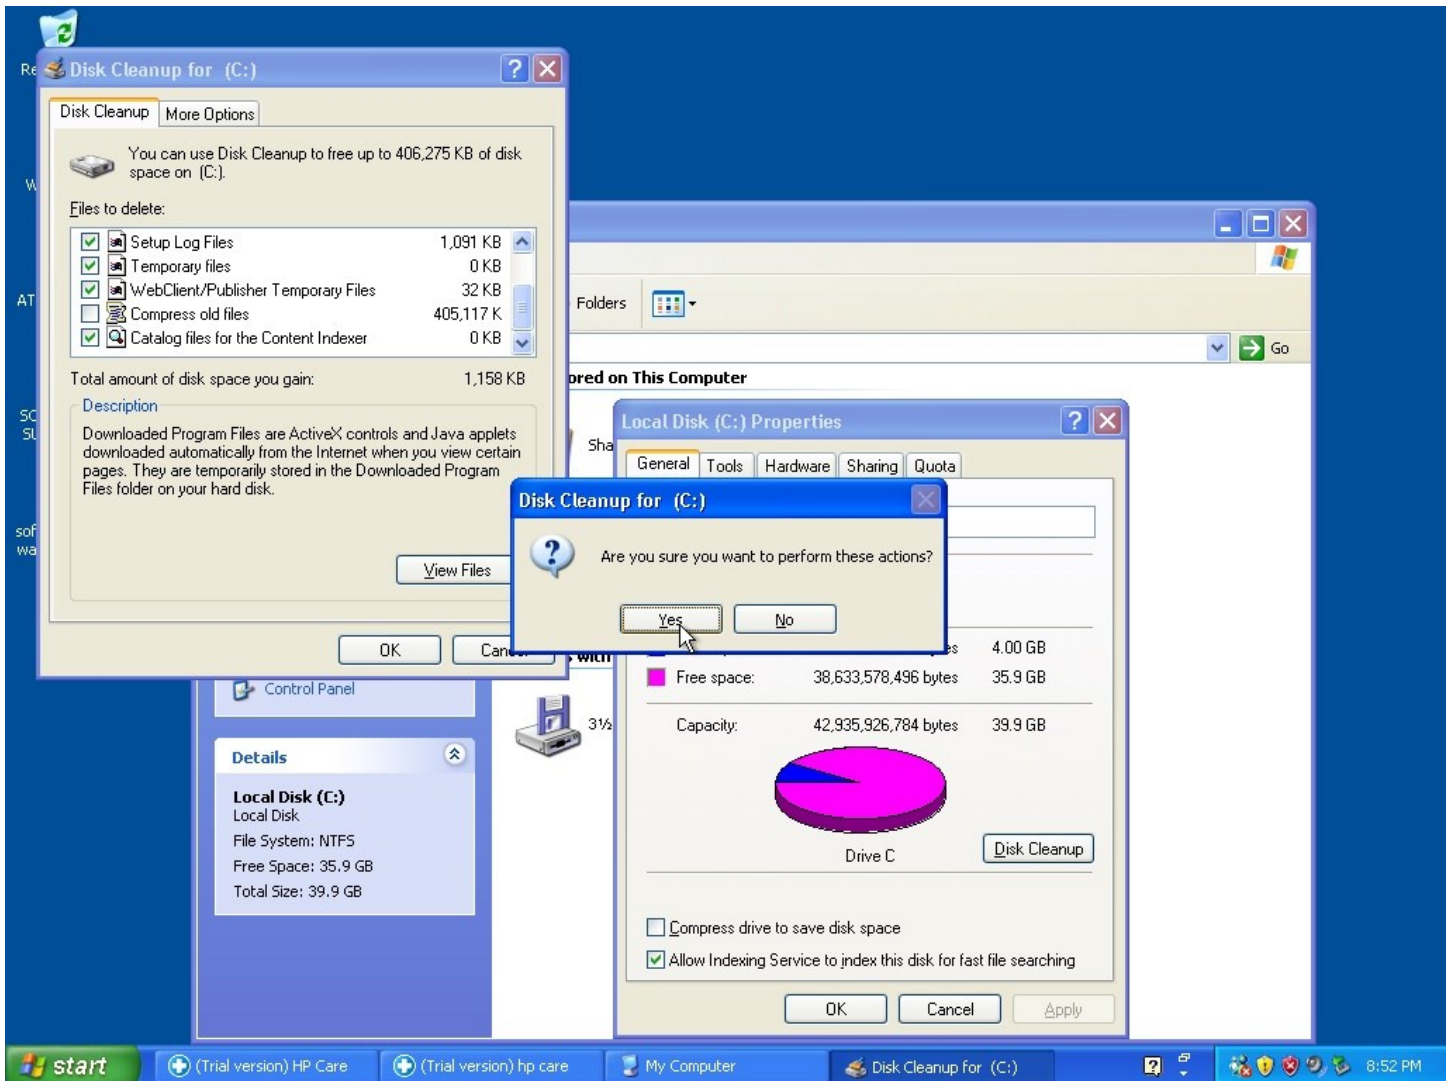 Re
Disk Cleanup for (C:)
Disk Cleanup
More Options
You can use Disk Cleanup to free up to 406,275 KB of disk
space on (C:).
Files to delete:
Setup Log Files 1,091 KB
Temporary files 0 KB
WebClient/Publisher Temporary Files 32 KB
Compress old files 405,117 K
Catalog files for the Content Indexer 0 KB
Total amount of disk space you gain: 1,158 KB
Description
Downloaded Program Files are ActiveX controls and Java applets
downloaded automatically from the Internet when you view certain
pages. They are temporarily stored in the Downloaded Program
Files folder on your hard disk.
View Files
OK
W
AT
SC
SU
sof
wa
Folders
Go
ored on This Computer
Sha
Local Disk (C:) Properties
General Tools Hardware Sharing Quota
Disk Cleanup for (C:)
Are you sure you want to perform these actions?
Yes
No
4.00 GB
Free space: 38,633,578,496 bytes 35.9 GB
Capacity: 42,935,926,784 bytes 39.9 GB
Drive C
Disk Cleanup
Compress drive to save disk space
Allow Indexing Service to index this disk for fast file searching
OK
Cancel
Apply
Control Panel
3½
Details
Local Disk (C:)
Local Disk
File System: NTFS
Free Space: 35.9 GB
Total Size: 39.9 GB
start
(Trial version) HP Care
(Trial version) hp care
My Computer
Disk Cleanup for (C:)
8:52 PM